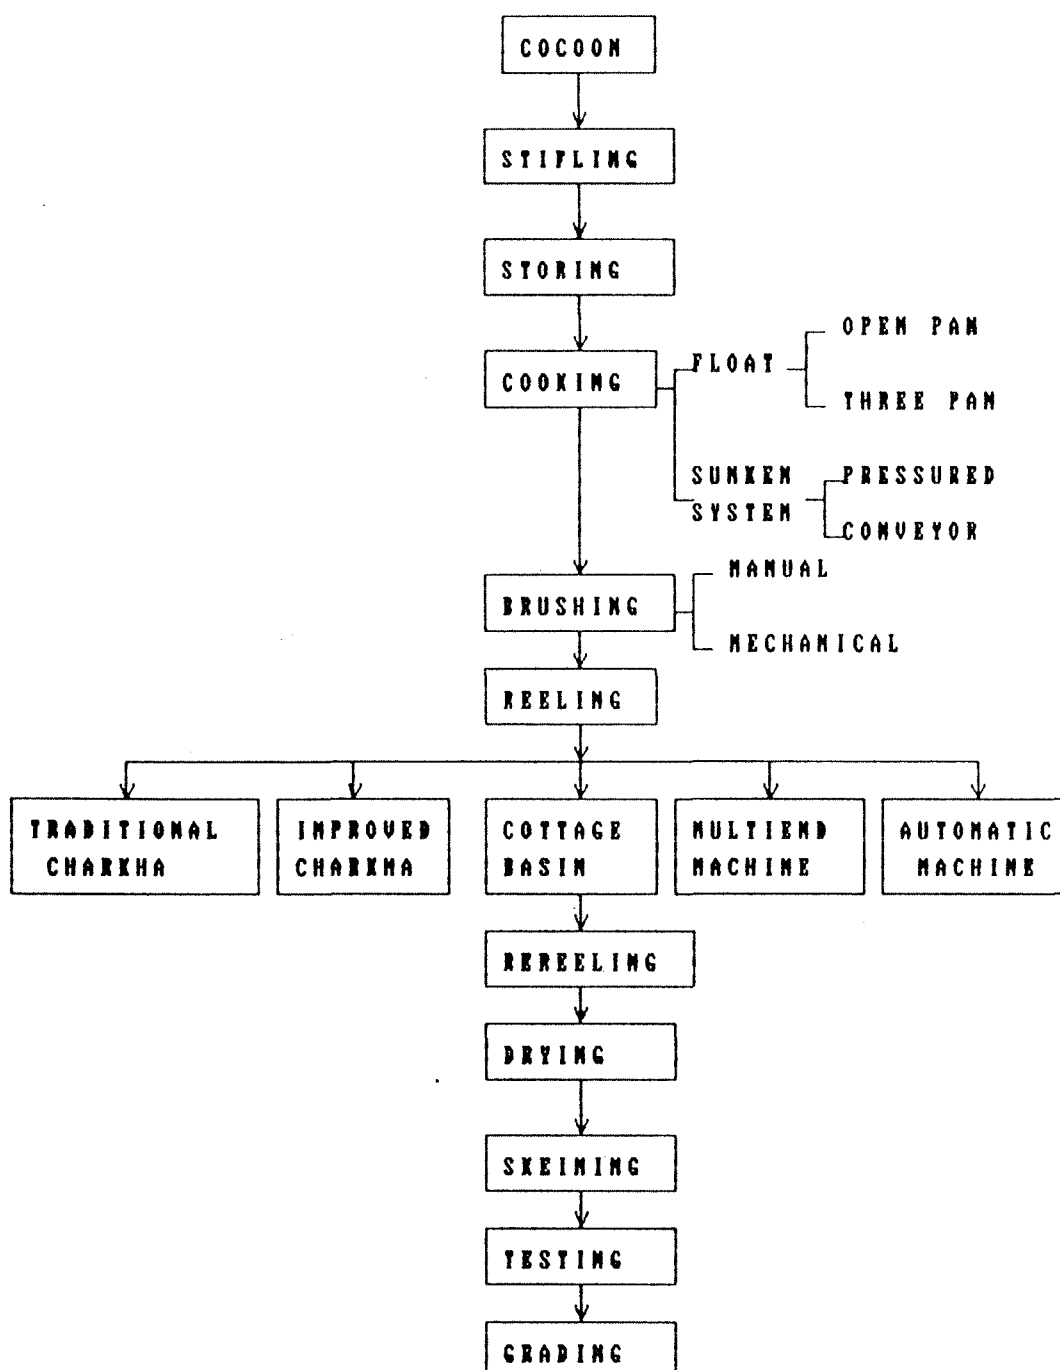 COCOON
STIFLING
STORING
OPEN PAN
COOKING
FLOAT
THREE PAN
SUNKEN
SYSTEM
PRESSURED
CONVEYOR
MANUAL
BRUSHING
MECHANICAL
REELING
TRADITIONAL
CHARKHA
IMPROVED
CHARKMA
COTTAGE
BASIN
MULTIEND
MACHINE
AUTOMATIC
MACHINE
REREELING
DRYING
SKEINING
TESTING
GRADING